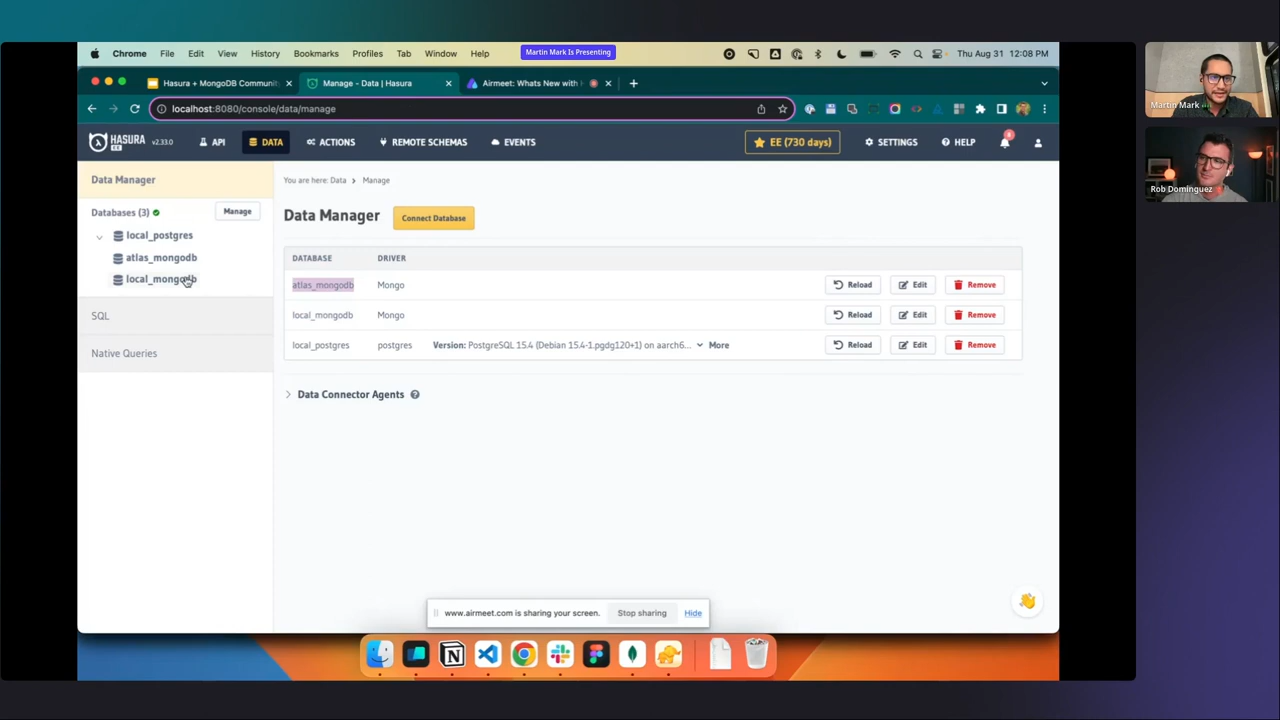 Martin Mark Is Presenting
Chrome File Edit View History Bookmarks Profiles Tab Window Help Thu Aug 31 12:08 PM
Hasura + MongoDB Communit
Manage - Data | Hasura
Airmeet: Whats New with H
localhost:8080/console/data/manage
HASURA EE v2.33.0 API DATA ACTIONS REMOTE SCHEMAS EVENTS EE (730 days) SETTINGS HELP 8
Data Manager
Databases (3) Manage
local_postgres
atlas_mongodb
local_mongodb
SQL
Native Queries
You are here: Data > Manage
Data Manager Connect Database
DATABASE DRIVER
atlas_mongodb Mongo Reload Edit Remove
local_mongodb Mongo Reload Edit Remove
local_postgres postgres Version: PostgreSQL 15.4 (Debian 15.4-1.pgdg120+1) on aarch6... More Reload Edit Remove
Data Connector Agents
www.airmeet.com is sharing your screen. Stop sharing Hide
Martin Mark
Rob Dominguez